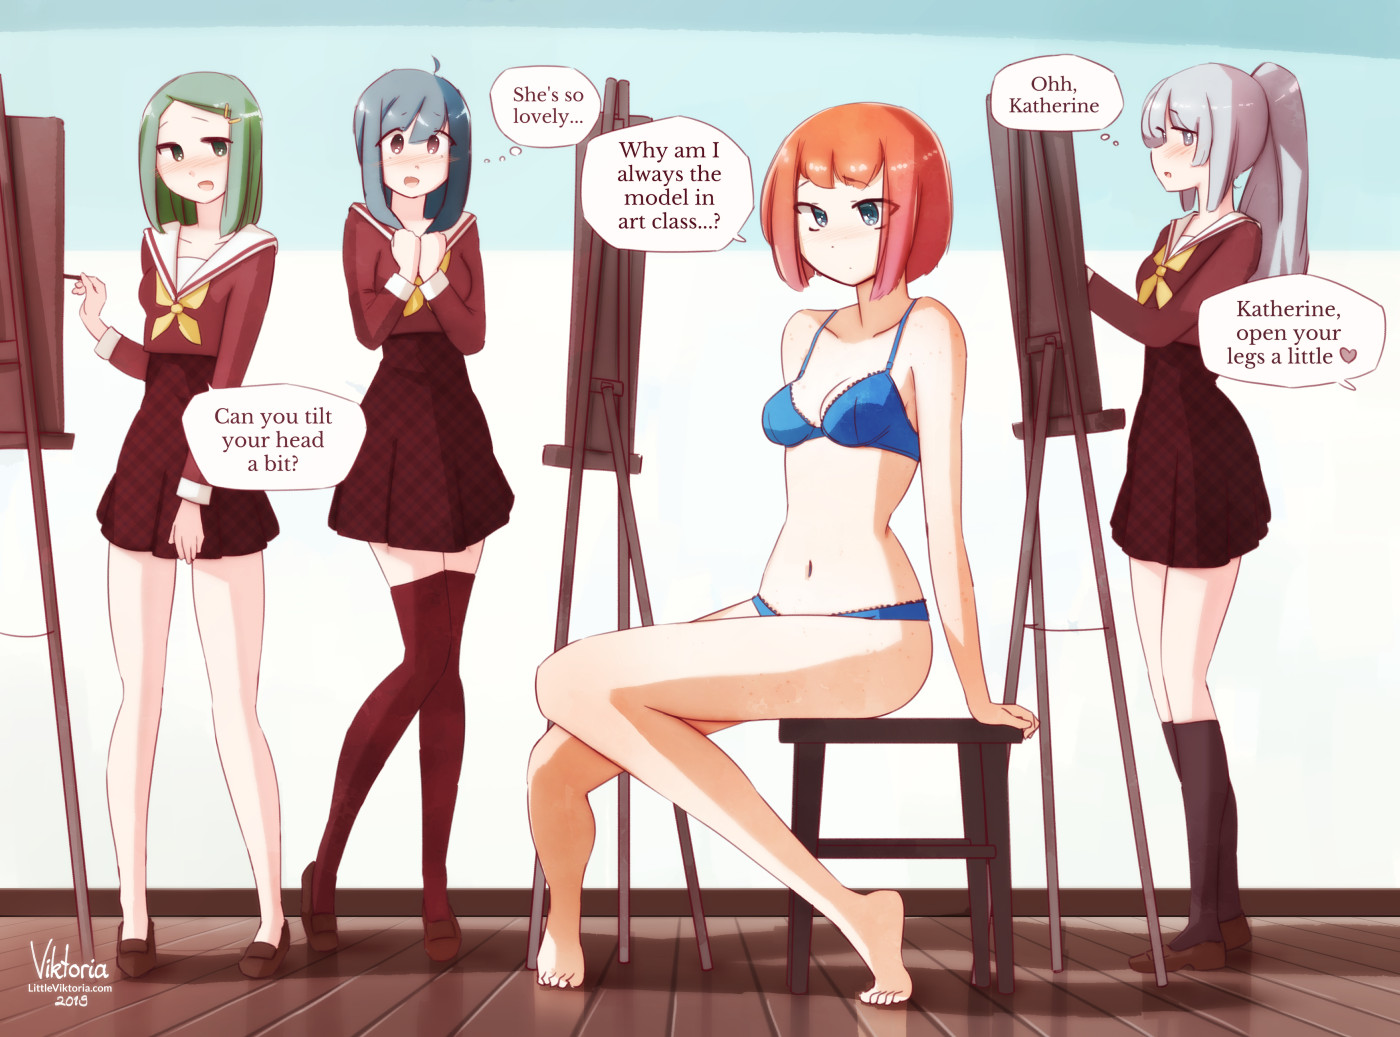 She's so
lovely...
Why am I
always the
model in
art class...?
Ohh,
Katherine
Katherine,
open your
legs a little
Can you tilt
your head
a bit?
Viktoria
LittleViktoria.com
2019